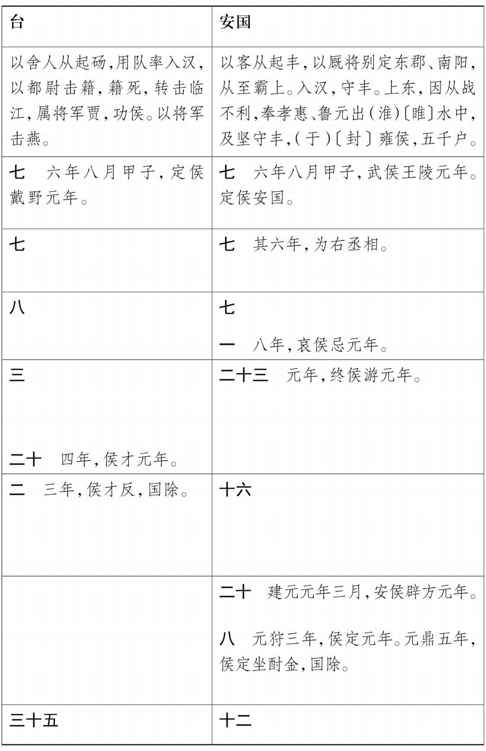 台
以舍人从起砀，用队率入汉，
以都尉击籍，籍死，转击临
江，属将军贾，功侯。以将军
击燕。
七　六年八月甲子，定侯
戴野元年。
七
八
三
二十　四年，侯才元年。
二　三年，侯才反，国除。
三十五
安国
以客从起丰，以厩将别定东郡、南阳，
从至霸上。入汉，守丰。上东，因从战
不利，奉孝惠、鲁元出（淮）〔睢〕水中，
及坚守丰，（于）〔封〕雍侯，五千户。
七　六年八月甲子，武侯王陵元年。
定侯安国。
七　其六年，为右丞相。
七
一　八年，哀侯忌元年。
二十三　元年，终侯游元年。
十六
二十　建元元年三月，安侯辟方元年。
八　元狩三年，侯定元年。元鼎五年，
侯定坐酎金，国除。
十二